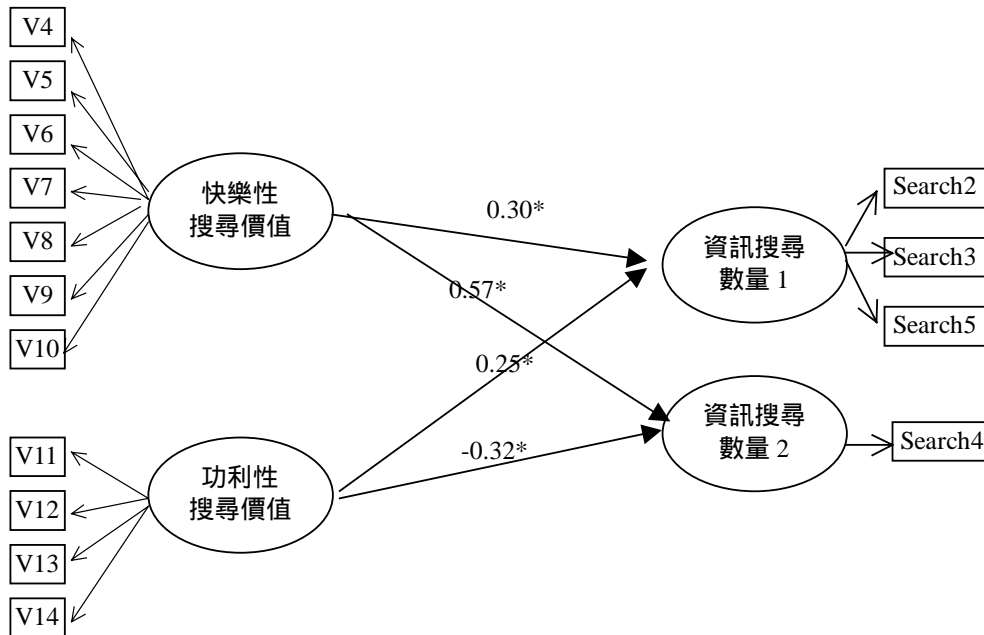 V4
V5
V6
V7
V8
V9
V10
快樂性
搜尋價值
0.30*
0.57*
0.25*
-0.32*
資訊搜尋
數量 1
Search2
Search3
Search5
V11
V12
V13
V14
功利性
搜尋價值
資訊搜尋
數量 2
Search4